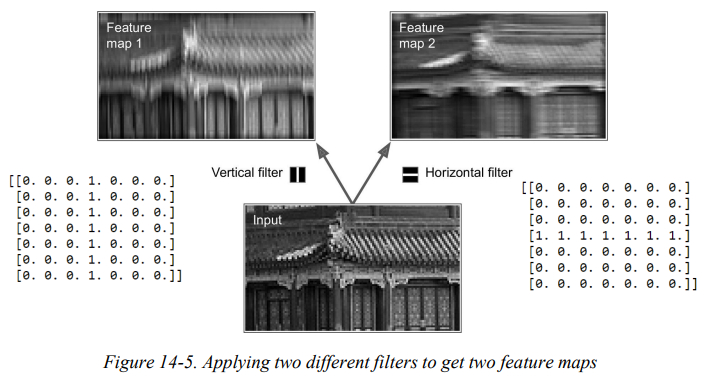 Feature
map 1
Feature
map 2
Vertical filter
Horizontal filter
[[0. 0. 0. 1. 0. 0. 0.]
[0. 0. 0. 1. 0. 0. 0.]
[0. 0. 0. 1. 0. 0. 0.]
[0. 0. 0. 1. 0. 0. 0.]
[0. 0. 0. 1. 0. 0. 0.]
[0. 0. 0. 1. 0. 0. 0.]
[0. 0. 0. 1. 0. 0. 0.]]
Input
[[0. 0. 0. 0. 0. 0. 0.]
[0. 0. 0. 0. 0. 0. 0.]
[0. 0. 0. 0. 0. 0. 0.]
[1. 1. 1. 1. 1. 1. 1.]
[0. 0. 0. 0. 0. 0. 0.]
[0. 0. 0. 0. 0. 0. 0.]
[0. 0. 0. 0. 0. 0. 0.]]
Figure 14-5. Applying two different filters to get two feature maps